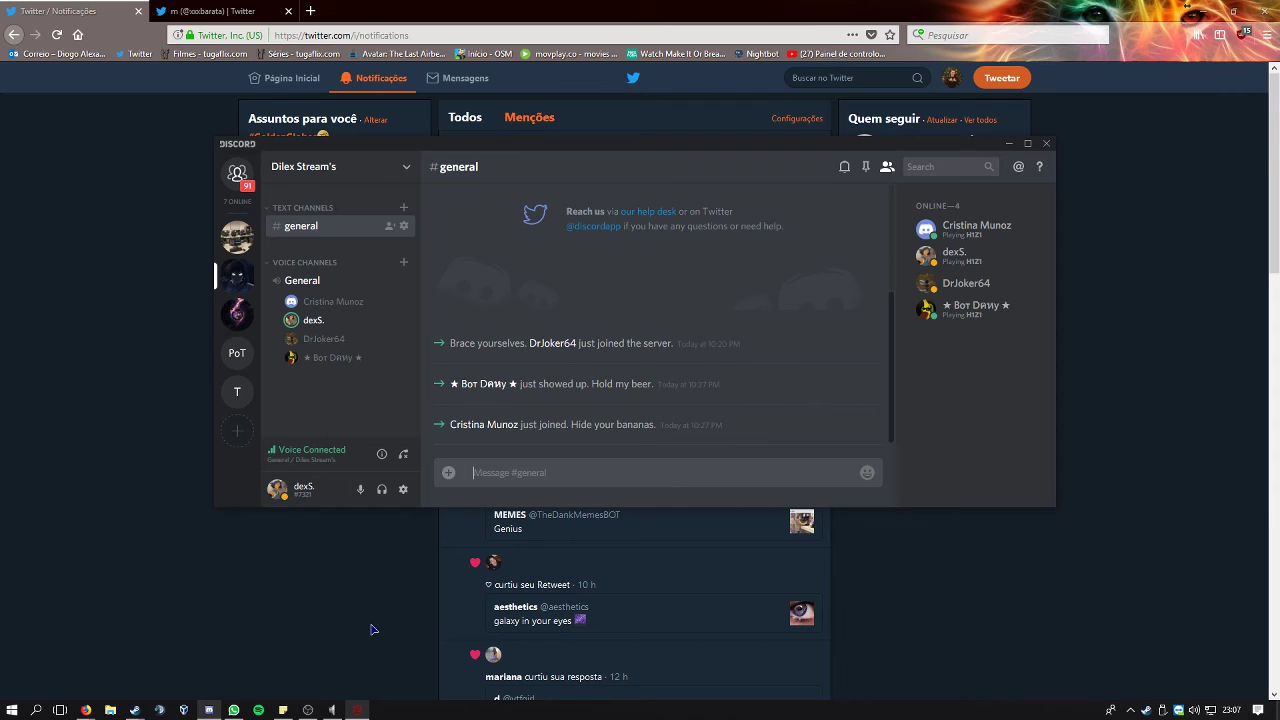 Twitter / Notificações
m (@:xxbarata) | Twitter
Twitter, Inc. (US)
https://twitter.com/i/notifications
Pesquisar
15
Correio – Diogo Alexa...
Twitter
Filmes - tugaflix.com
Séries - tugaflix.com
Avatar: The Last Airbe...
Início - OSM
movplay.co - movies ...
Watch Make It Or Brea...
Nightbot
(27) Painel de controlo...
Página Inicial
Notificações
Mensagens
Buscar no Twitter
Tweetar
Assuntos para você · Alterar
Todos
Menções
Configurações
Quem seguir · Atualizar · Ver todos
DISCORD
91
7 ONLINE
PoT
T
Dilex Stream's
TEXT CHANNELS
# general
VOICE CHANNELS
General
Cristina Munoz
dexS.
DrJoker64
Voice Connected
General / Dilex Stream's
dexS.
#7321
#general
Search
Reach us via our help desk or on Twitter
@discordapp if you have any questions or need help.
Brace yourselves. DrJoker64 just joined the server. Today at 10:20 PM
just showed up. Hold my beer. Today at 10:27 PM
Cristina Munoz just joined. Hide your bananas. Today at 10:27 PM
Message #general
ONLINE—4
Cristina Munoz
Playing H1Z1
dexS.
Playing H1Z1
DrJoker64
Playing H1Z1
MEMES @TheDankMemesBOT
Genius
curtiu seu Retweet · 10 h
aesthetics @aesthetics
galaxy in your eyes
mariana curtiu sua resposta · 12 h
23:07